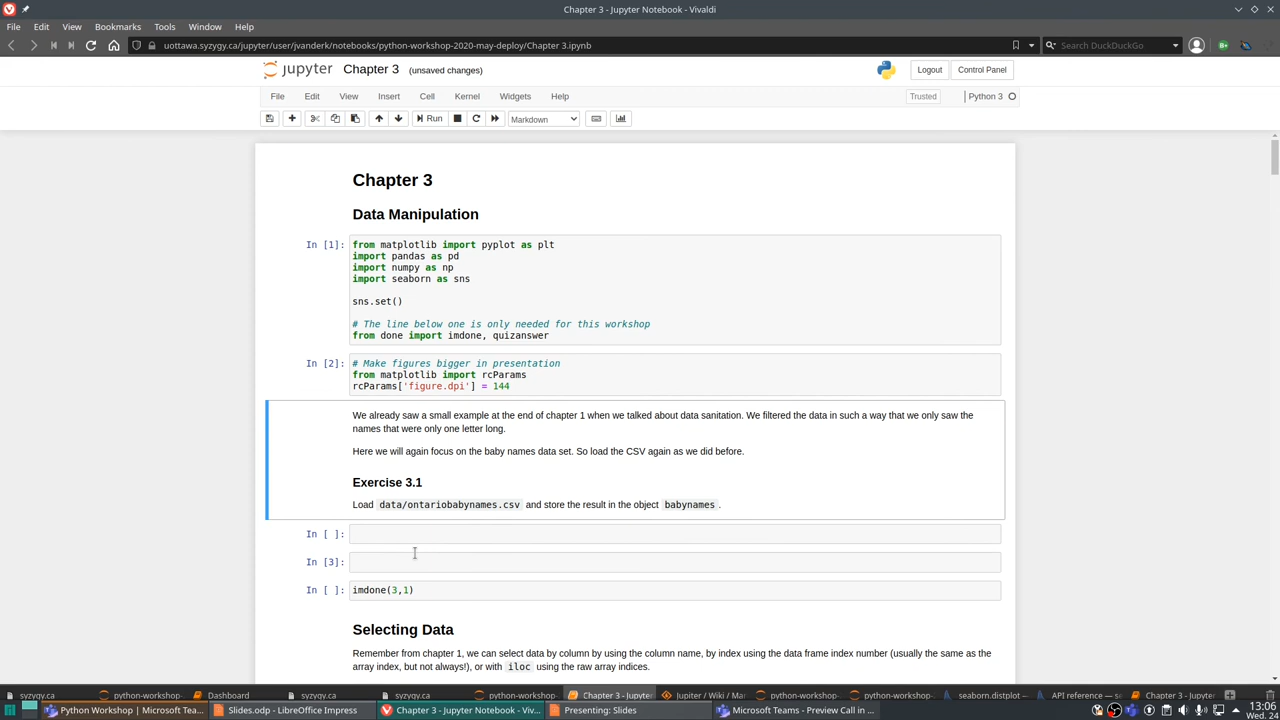 Chapter 3 - Jupyter Notebook - Vivaldi
File Edit View Bookmarks Tools Window Help
uottawa.syzygy.ca/jupyter/user/jvanderk/notebooks/python-workshop-2020-may-deploy/Chapter 3.ipynb
Search DuckDuckGo
jupyter Chapter 3 (unsaved changes)
Logout Control Panel
File Edit View Insert Cell Kernel Widgets Help
Trusted Python 3
Run Markdown
Chapter 3
Data Manipulation
In [1]: from matplotlib import pyplot as plt
import pandas as pd
import numpy as np
import seaborn as sns
sns.set()
# The line below one is only needed for this workshop
from done import imdone, quizanswer
In [2]: # Make figures bigger in presentation
from matplotlib import rcParams
rcParams['figure.dpi'] = 144
We already saw a small example at the end of chapter 1 when we talked about data sanitation. We filtered the data in such a way that we only saw the
names that were only one letter long.
Here we will again focus on the baby names data set. So load the CSV again as we did before.
Exercise 3.1
Load data/ontariobabynames.csv and store the result in the object babynames.
In [ ]:
In [3]:
In [ ]: imdone(3,1)
Selecting Data
Remember from chapter 1, we can select data by column by using the column name, by index using the data frame index number (usually the same as the
array index, but not always!), or with iloc using the raw array indices.
syzygy.ca python-workshop- Dashboard syzygy.ca syzygy.ca python-workshop- Chapter 3 - Jupyte Jupyter / Wiki / Ma python-workshop- python-workshop- seaborn.distplot — API reference — se Chapter 3 - Jupyte
Python Workshop | Microsoft Tea... Slides.odp - LibreOffice Impress Chapter 3 - Jupyter Notebook - Viv... Presenting: Slides Microsoft Teams - Preview Call in ...
13:06
Wed. 24